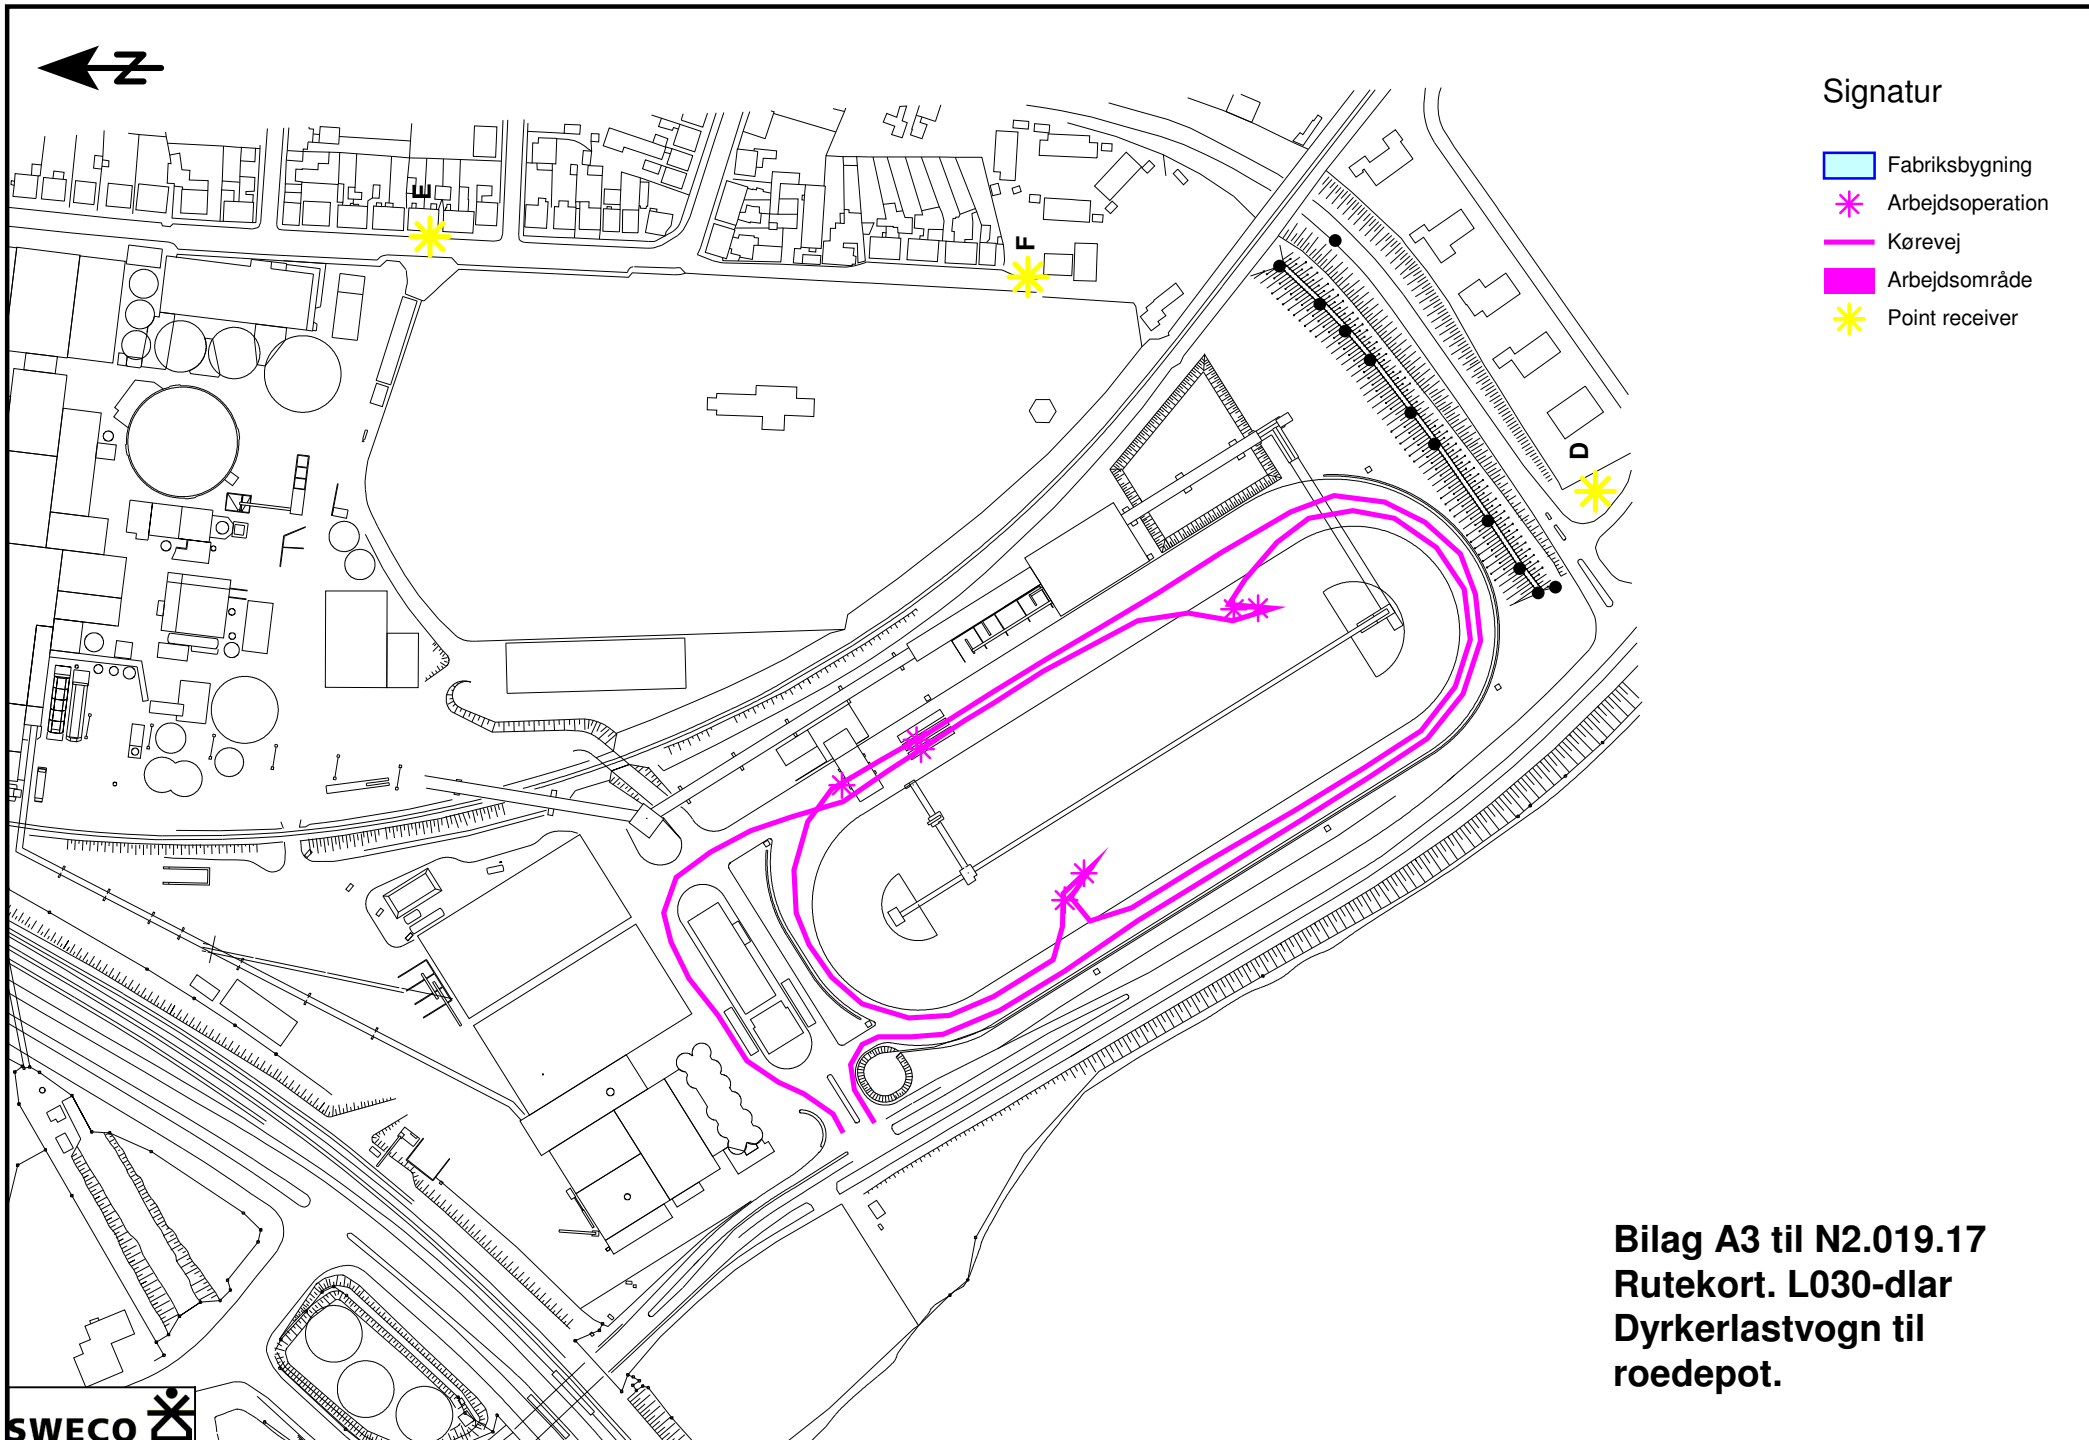 N
Signatur
Fabriksbygning
Arbejdsoperation
Kørevej
Arbejdsområde
Point receiver
E
F
D
Bilag A3 til N2.019.17
Rutekort. L030-dlar
Dyrkerlastvogn til
roedepot.
SWECO